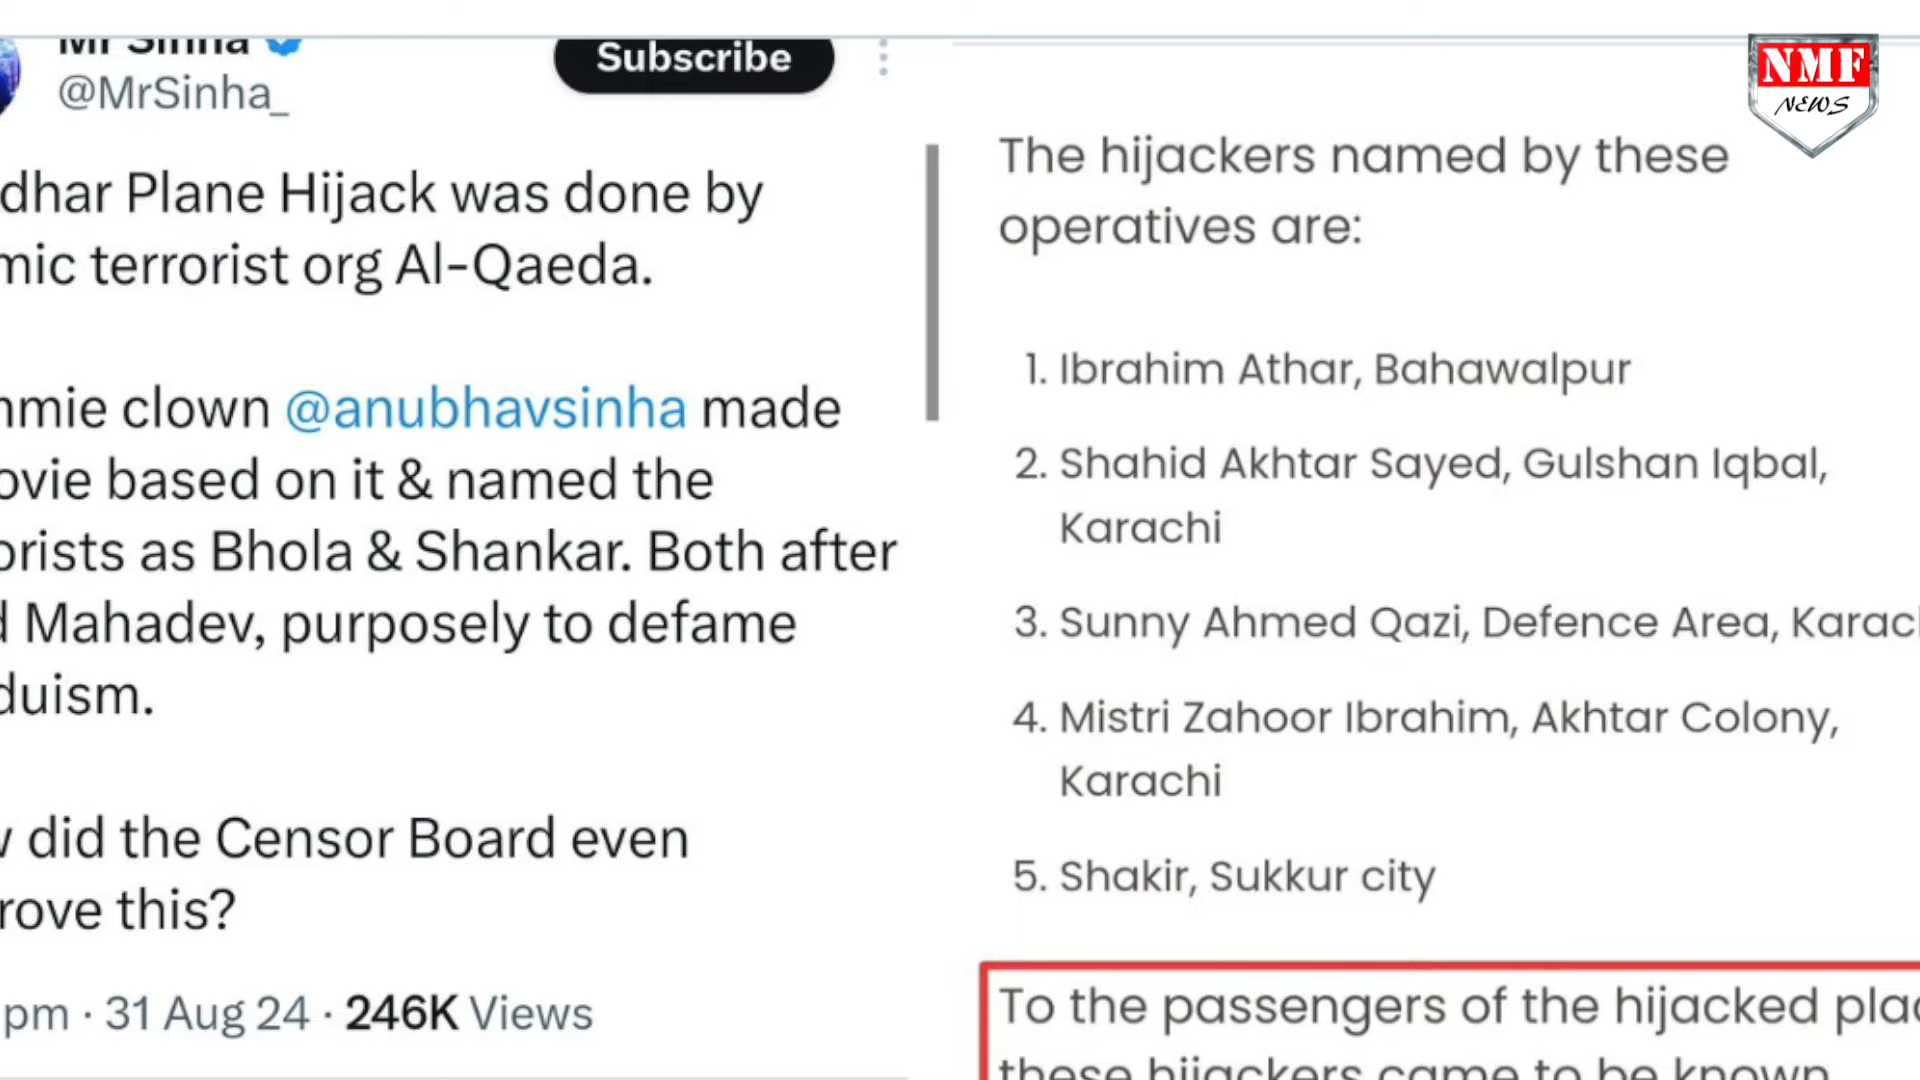 Mr Sinha
@MrSinha_
Subscribe
dhar Plane Hijack was done by
mic terrorist org Al-Qaeda.
mmie clown @anubhavsinha made
ovie based on it & named the
orists as Bhola & Shankar. Both after
d Mahadev, purposely to defame
duism.
w did the Censor Board even
rove this?
pm · 31 Aug 24 · 246K Views
NMF
NEWS
The hijackers named by these
operatives are:
1. Ibrahim Athar, Bahawalpur
2. Shahid Akhtar Sayed, Gulshan Iqbal,
Karachi
3. Sunny Ahmed Qazi, Defence Area, Karach
4. Mistri Zahoor Ibrahim, Akhtar Colony,
Karachi
5. Shakir, Sukkur city
To the passengers of the hijacked plac
these hijackers came to be known